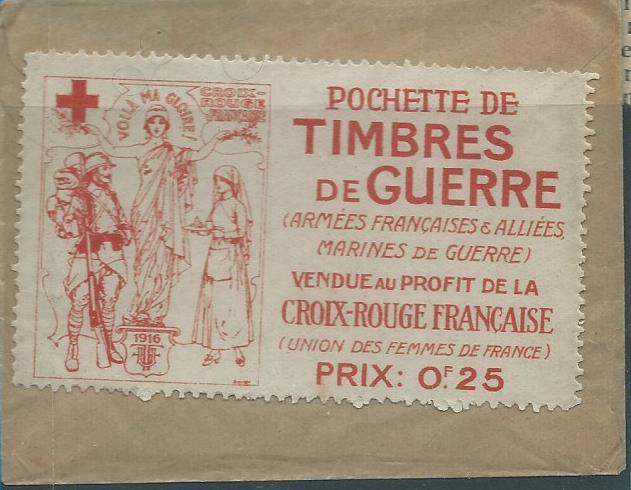 VOILÀ MA GLOIRE!
CROIX-
ROUGE
FRANÇAISE
1916
POCHETTE DE
TIMBRES
DE GUERRE
(ARMÉES FRANÇAISES & ALLIÉES,
MARINES DE GUERRE)
VENDUE AU PROFIT DE LA
CROIX-ROUGE FRANÇAISE
(UNION DES FEMMES DE FRANCE)
PRIX: 0F.25